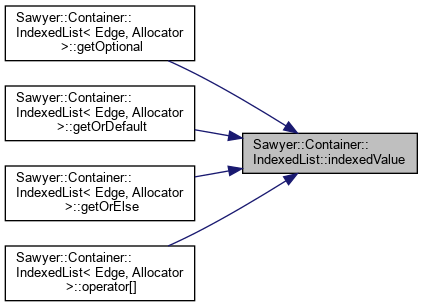 Sawyer::Container::
IndexedList< Edge, Allocator
>::getOptional
Sawyer::Container::
IndexedList< Edge, Allocator
>::getOrDefault
Sawyer::Container::
IndexedList::indexedValue
Sawyer::Container::
IndexedList< Edge, Allocator
>::getOrElse
Sawyer::Container::
IndexedList< Edge, Allocator
>::operator[]